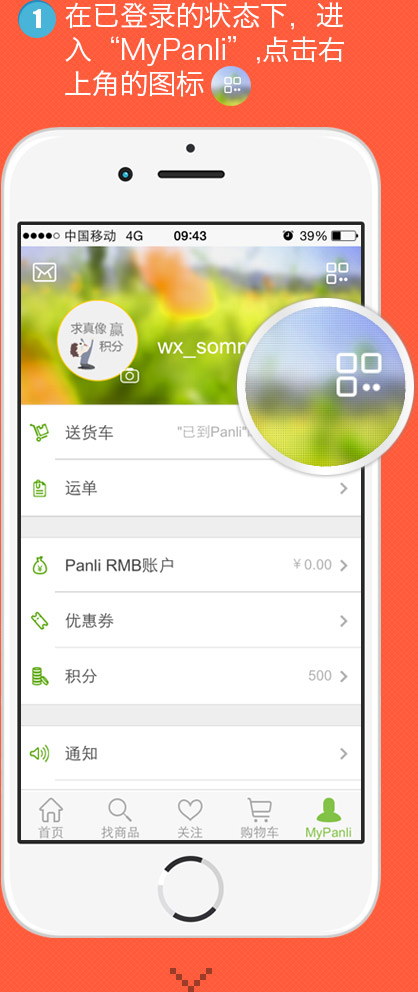 1 在已登录的状态下，进
入“MyPanli”,点击右
上角的图标
中国移动 4G 09:43 39%
求真像 赢
积分
wx_somn
送货车 "已到Panli"
运单
Panli RMB账户 ¥0.00
优惠券
积分 500
通知
首页 找商品 关注 购物车 MyPanli